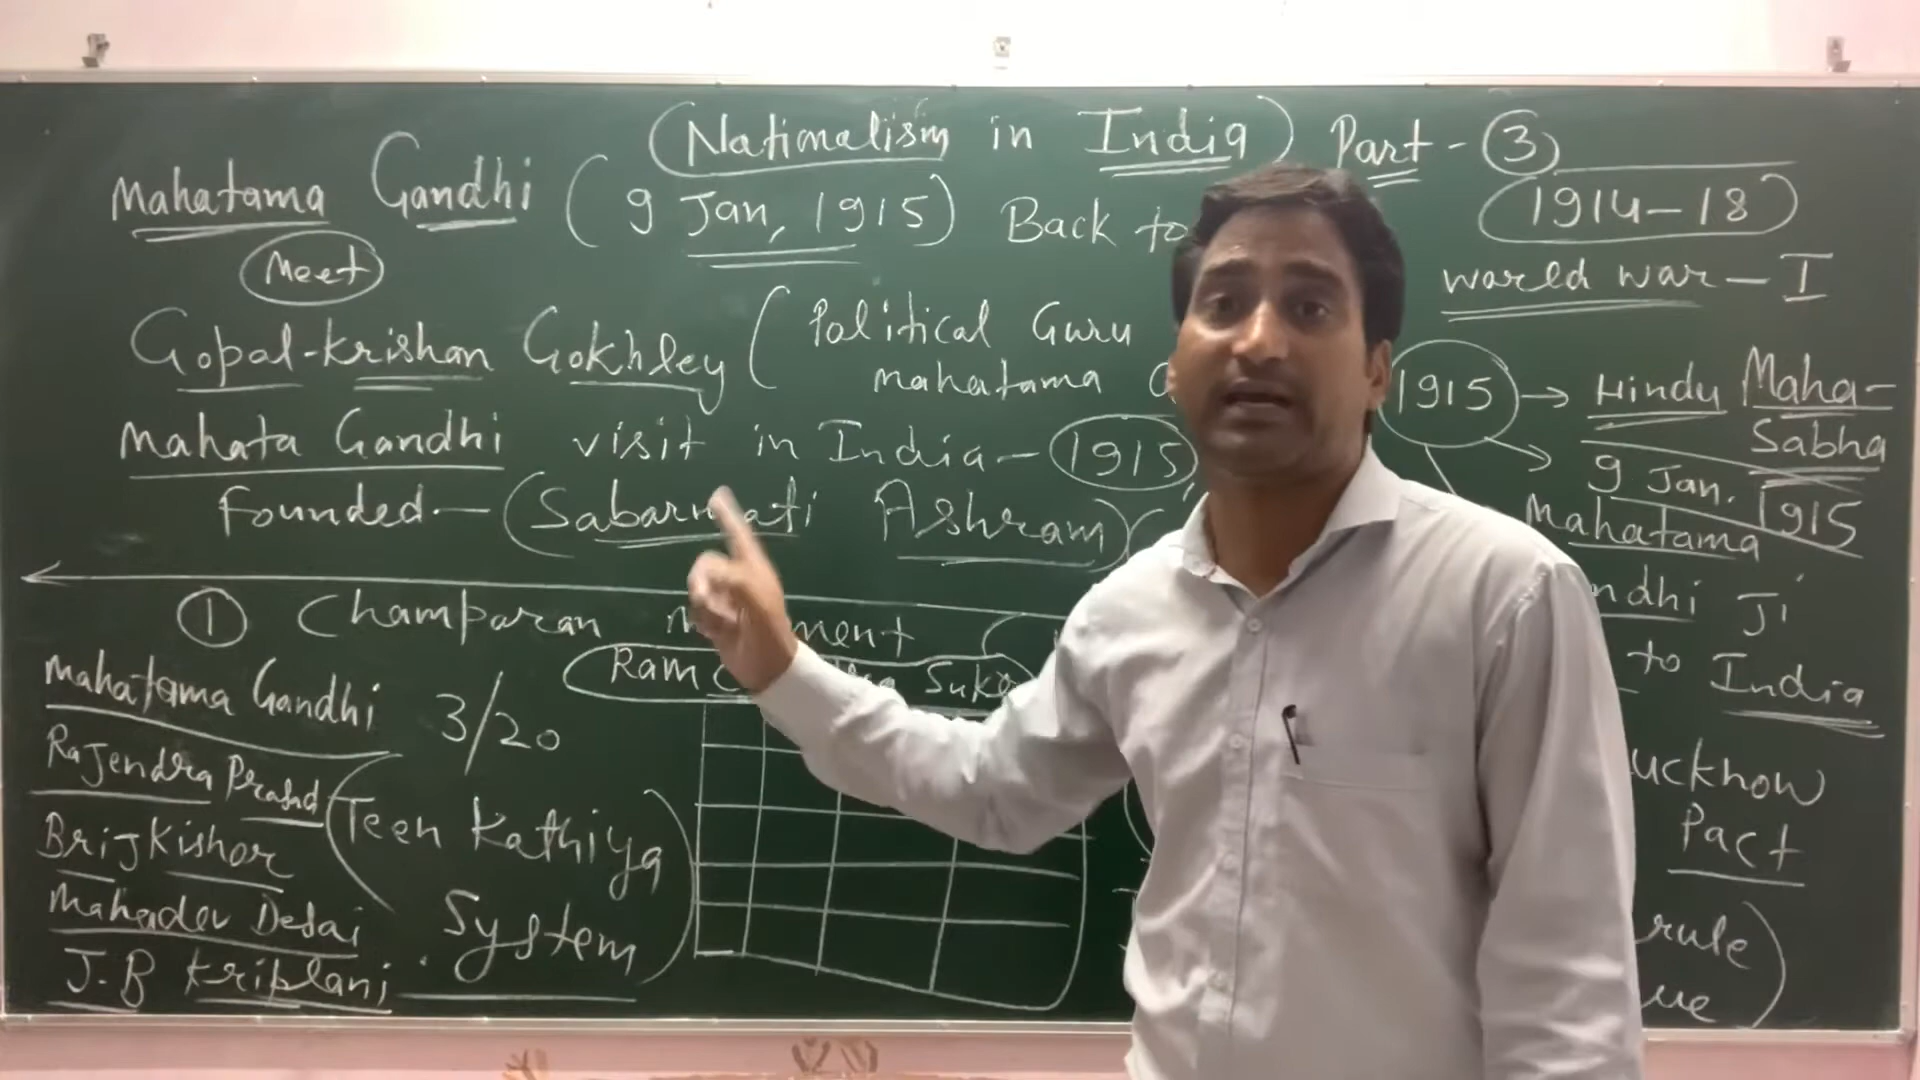 (Nationalism in India) Part - 3
Mahatama Gandhi (9 Jan, 1915) Back to
Meet
Gopal-krishan Gokhley (Political Guru
mahatama
Mahata Gandhi visit in India - 1915
founded - (Sabarmati Ashram)
1 Champaran
Ram
Mahatama Gandhi
Rajendra Prasad
Brijkishor
Mahadev Desai
J.B Kriplani
3/20
(Teen Kathiya
System)
(1914-18)
world war - I
1915 → Hindu Maha-
Sabha
→ 9 Jan. 1915
Mahatama
Ji
to India
Pact
rule